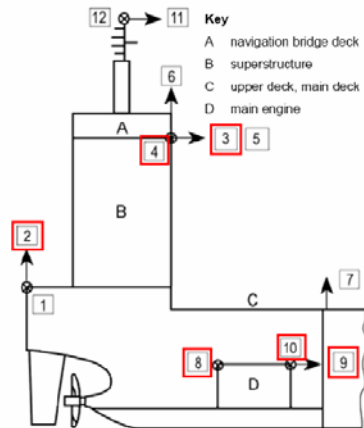 12 11 Key
A navigation bridge deck
6 B superstructure
C upper deck, main deck
D main engine
A
4 3 5
B
2
7
1 C
8 10 9
D